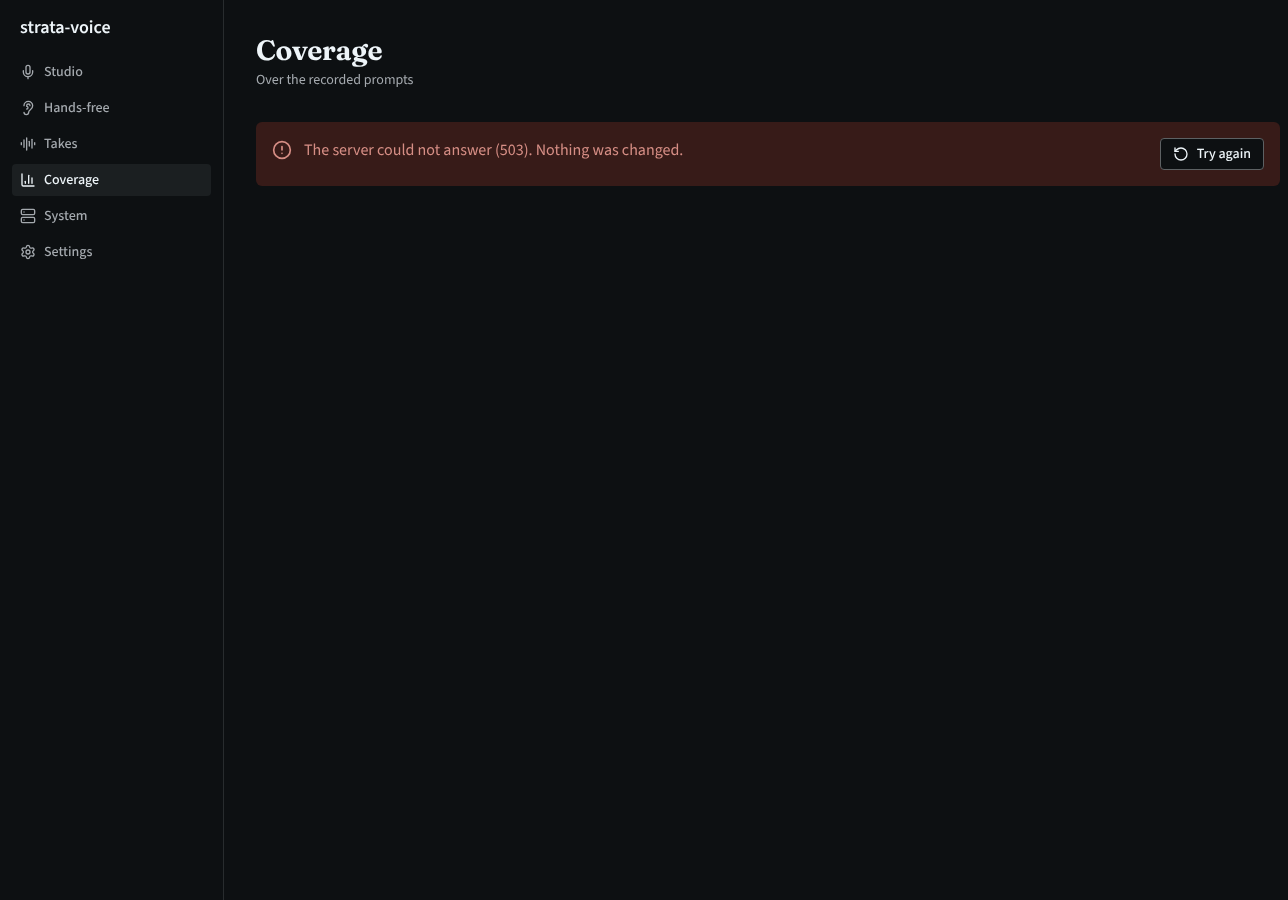 strata-voice
Studio
Hands-free
Takes
Coverage
System
Settings
Coverage
Over the recorded prompts
The server could not answer (503). Nothing was changed.
Try again